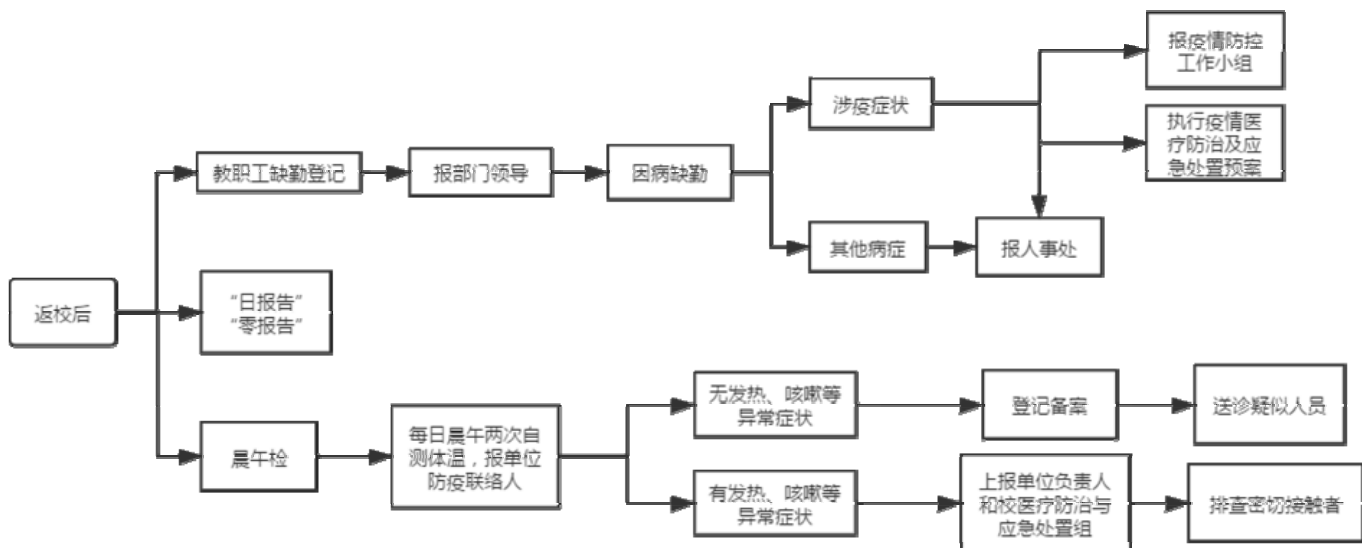 报疫情防控
工作小组
涉疫症状
执行疫情医
疗防治及应
急处置预案
教职工缺勤登记
报部门领导
因病缺勤
其他病症
报人事处
返校后
“日报告”
“零报告”
无发热、咳嗽等
异常症状
登记备案
送诊疑似人员
晨午检
每日晨午两次自
测体温，报单位
防疫联络人
有发热、咳嗽等
异常症状
上报单位负责人
和校医疗防治与
应急处置组
排查密切接触者